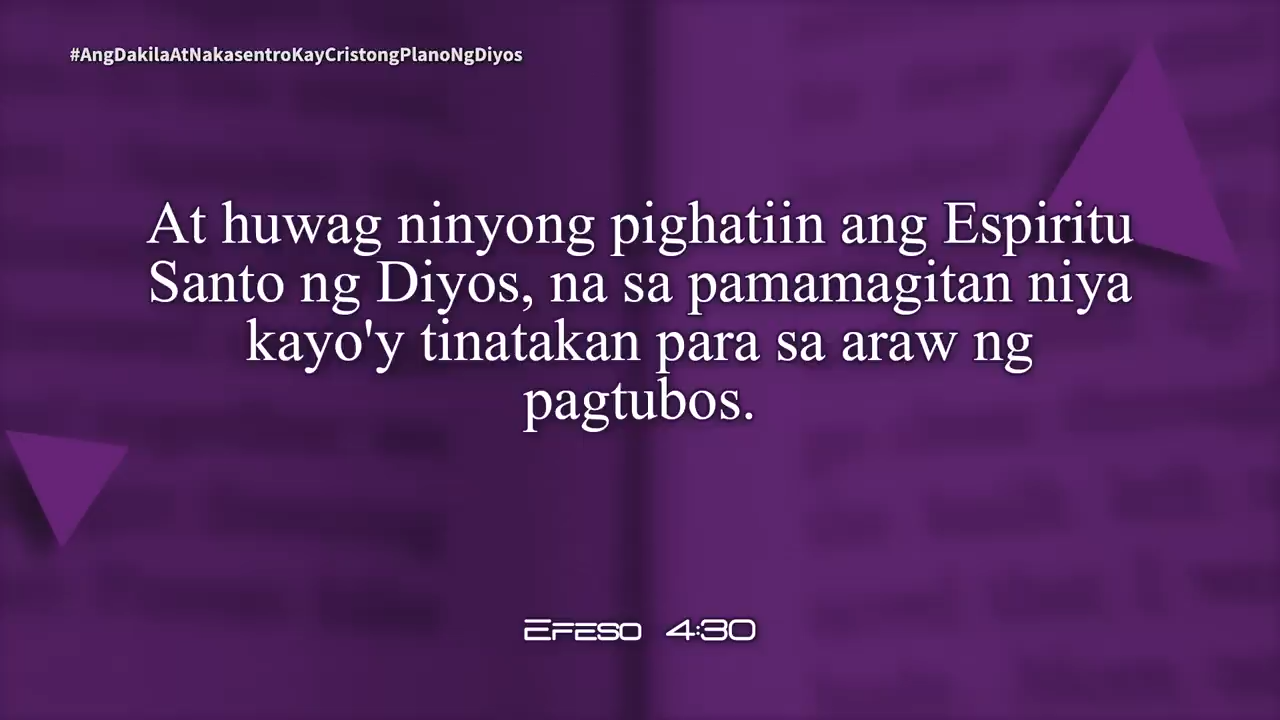 #AngDakilaAtNakasentroKayCristongPlanoNgDiyos
At huwag ninyong pighatiin ang Espiritu
Santo ng Diyos, na sa pamamagitan niya
kayo'y tinatakan para sa araw ng
pagtubos.
Efeso 4:30